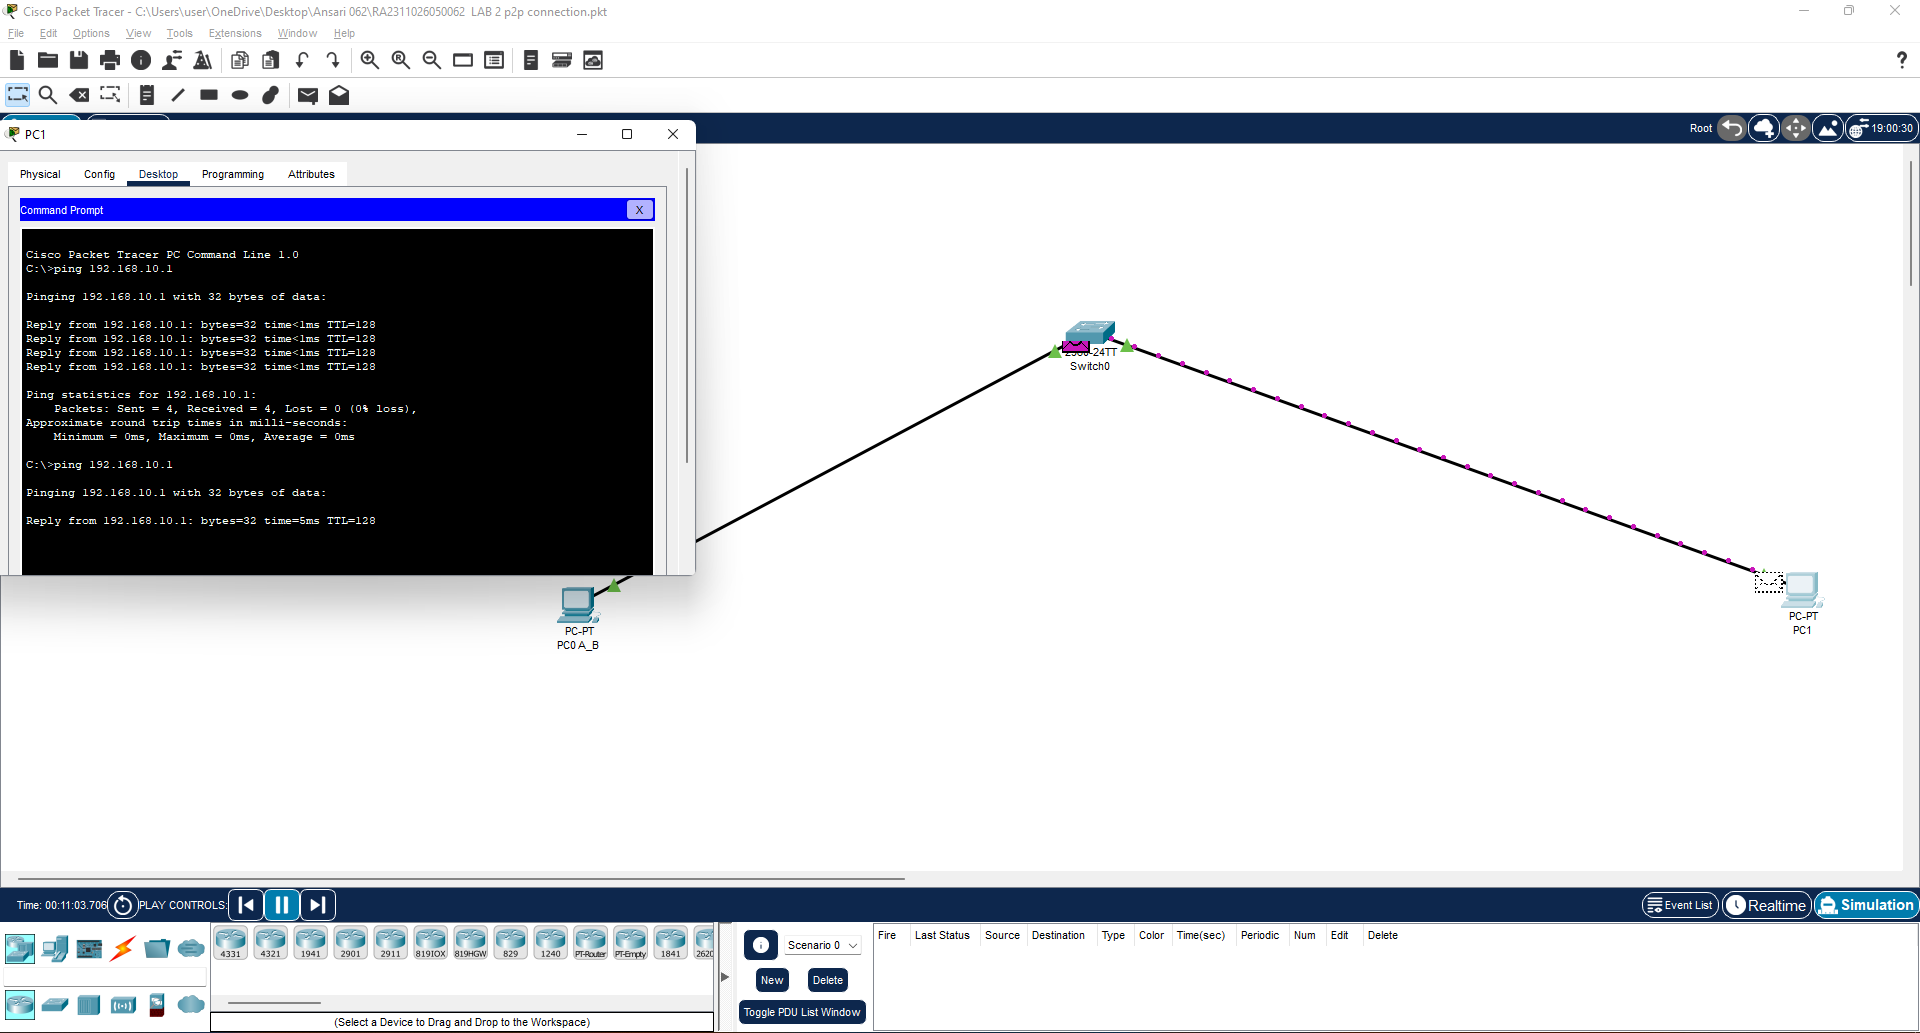 Cisco Packet Tracer - C:\Users\user\OneDrive\Desktop\Ansari 062\RA2311026050062 LAB 2 p2p connection.pkt
File Edit Options View Tools Extensions Window Help
Root 19:00:30
PC1
Physical Config Desktop Programming Attributes
Command Prompt X
Cisco Packet Tracer PC Command Line 1.0
C:\>ping 192.168.10.1
Pinging 192.168.10.1 with 32 bytes of data:
Reply from 192.168.10.1: bytes=32 time<1ms TTL=128
Reply from 192.168.10.1: bytes=32 time<1ms TTL=128
Reply from 192.168.10.1: bytes=32 time<1ms TTL=128
Reply from 192.168.10.1: bytes=32 time<1ms TTL=128
Ping statistics for 192.168.10.1:
Packets: Sent = 4, Received = 4, Lost = 0 (0% loss),
Approximate round trip times in milli-seconds:
Minimum = 0ms, Maximum = 0ms, Average = 0ms
C:\>ping 192.168.10.1
Pinging 192.168.10.1 with 32 bytes of data:
Reply from 192.168.10.1: bytes=32 time=5ms TTL=128
-24TT
Switch0
PC-PT
PC0 A_B
PC-PT
PC1
Time: 00:11:03.706 PLAY CONTROLS: Event List Realtime Simulation
4331 4321 1941 2901 2911 819IOX 819HGW 829 1240 PT-Router PT-Empty 1841 2620
(Select a Device to Drag and Drop to the Workspace)
Scenario 0
New Delete
Toggle PDU List Window
Fire Last Status Source Destination Type Color Time(sec) Periodic Num Edit Delete